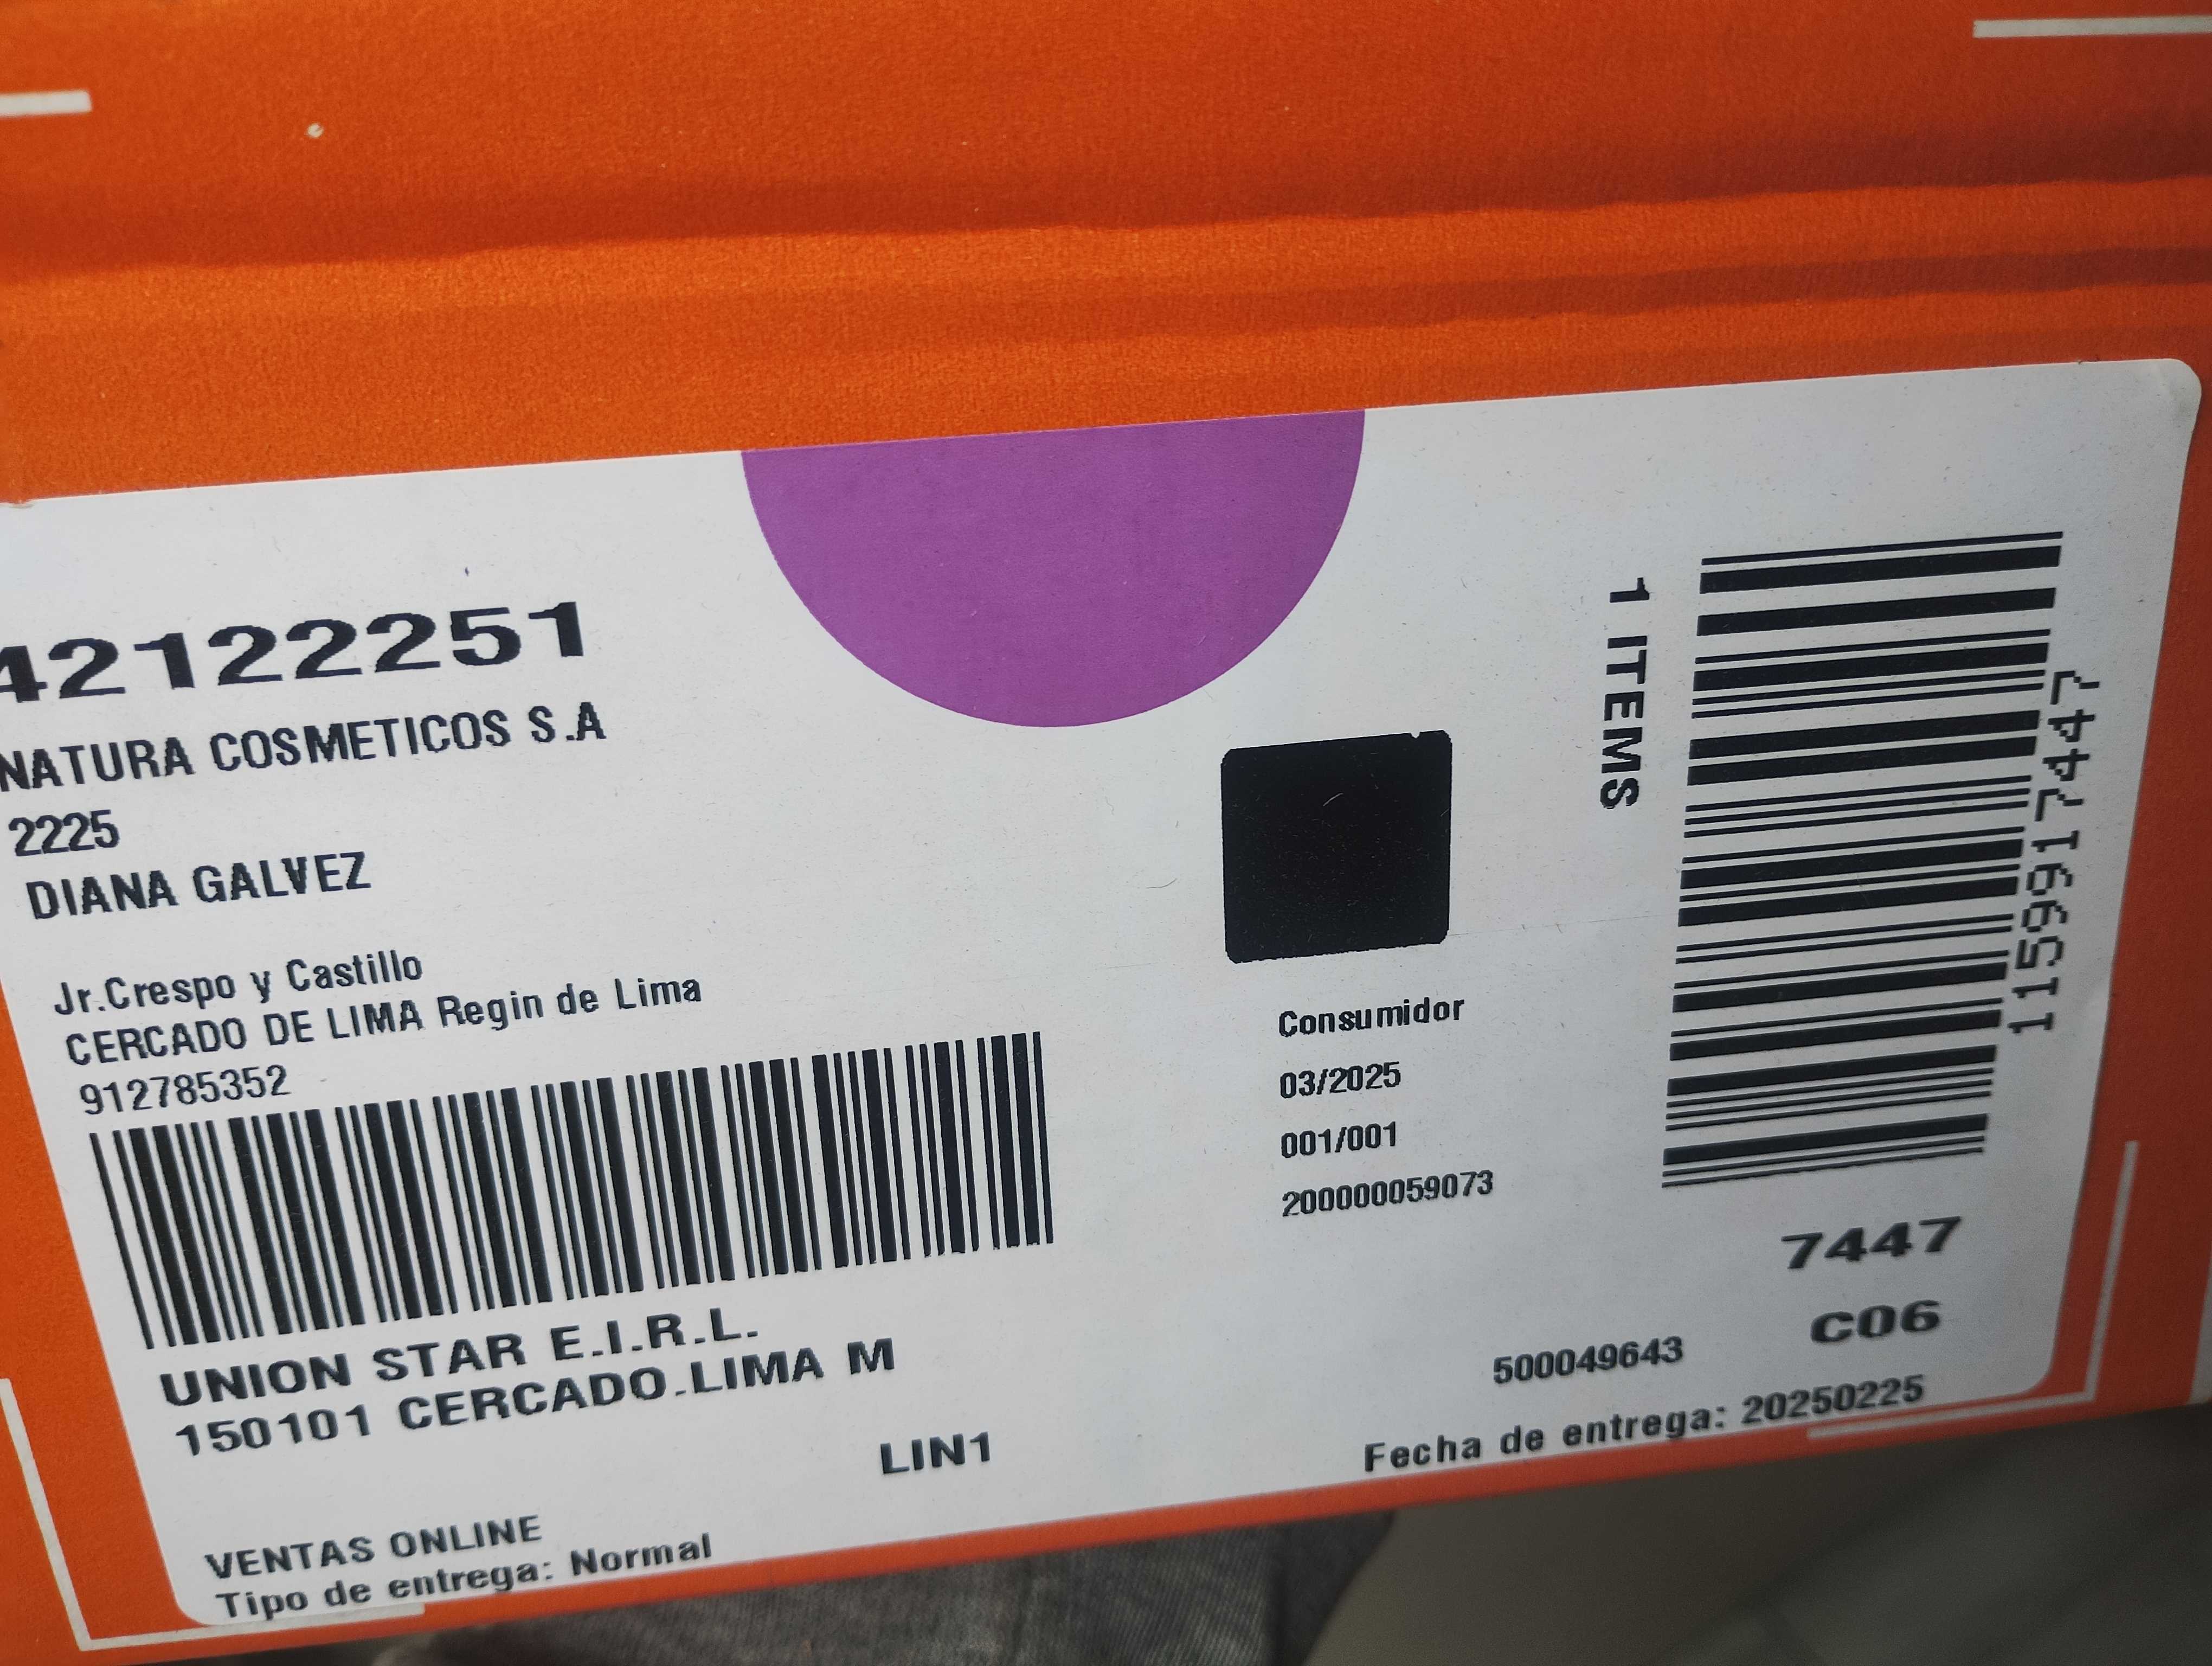 42122251
NATURA COSMETICOS S.A
2225
DIANA GALVEZ
Jr.Crespo y Castillo
CERCADO DE LIMA Regin de Lima
912785352
UNION STAR E.I.R.L.
150101 CERCADO.LIMA M
LIN1
VENTAS ONLINE
Tipo de entrega: Normal
Consumidor
03/2025
001/001
200000059073
1 ITEMS
1159917447
7447
C06
500049643
Fecha de entrega: 20250225